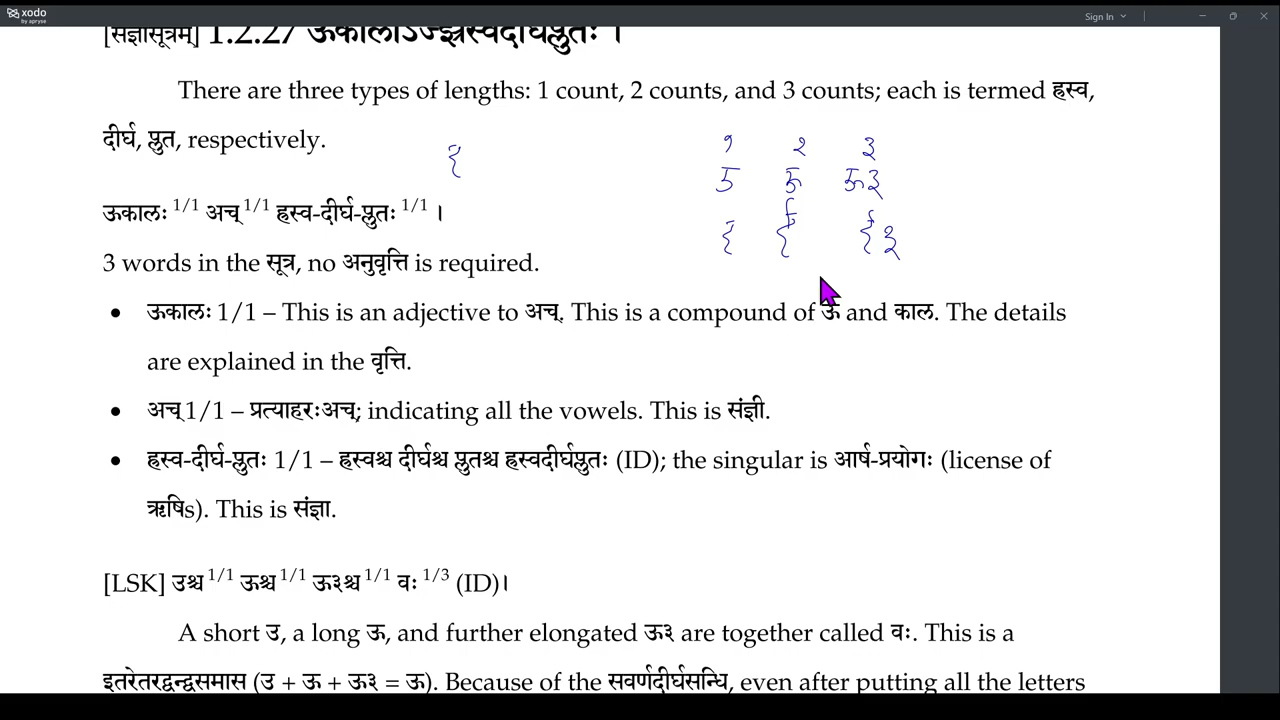 xodo
by apryse
Sign In
[संज्ञासूत्रम्] 1.2.27 ऊकालोऽज्झ्रस्वदीर्घप्लुतः ।
There are three types of lengths: 1 count, 2 counts, and 3 counts; each is termed ह्रस्व,
दीर्घ, प्लुत, respectively.
१ २ ३
उ ऊ ऊ३
ऊकालः 1/1 अच् 1/1 ह्रस्व-दीर्घ-प्लुतः 1/1 ।
3 words in the सूत्र, no अनुवृत्ति is required.
• ऊकालः 1/1 – This is an adjective to अच्. This is a compound of ऊ and काल. The details
are explained in the वृत्ति.
• अच् 1/1 – प्रत्याहरःअच्; indicating all the vowels. This is संज्ञी.
• ह्रस्व-दीर्घ-प्लुतः 1/1 – ह्रस्वश्च दीर्घश्च प्लुतश्च ह्रस्वदीर्घप्लुतः (ID); the singular is आर्ष-प्रयोगः (license of
ऋषिs). This is संज्ञा.
[LSK] उश्च 1/1 ऊश्च 1/1 ऊ३श्च 1/1 वः 1/3 (ID)।
A short उ, a long ऊ, and further elongated ऊ३ are together called वः. This is a
इतरेतरद्वन्द्वसमास (उ + ऊ + ऊ३ = ऊ). Because of the सवर्णदीर्घसन्धि, even after putting all the letters